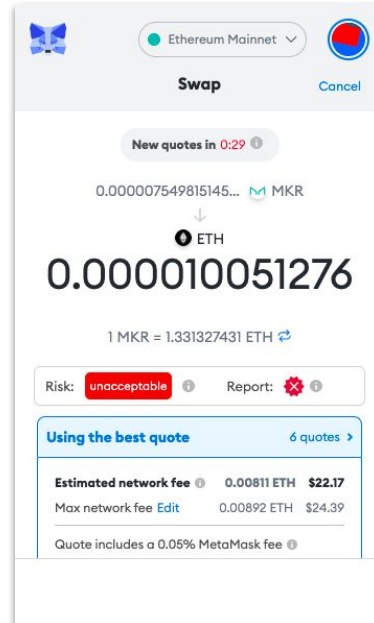 Ethereum Mainnet
Swap
Cancel
New quotes in 0:29
0.000007549815145... MKR
ETH
0.000010051276
1 MKR = 1.331327431 ETH
Risk: unacceptable Report:
Using the best quote 6 quotes >
Estimated network fee 0.00811 ETH $22.17
Max network fee Edit 0.00892 ETH $24.39
Quote includes a 0.05% MetaMask fee